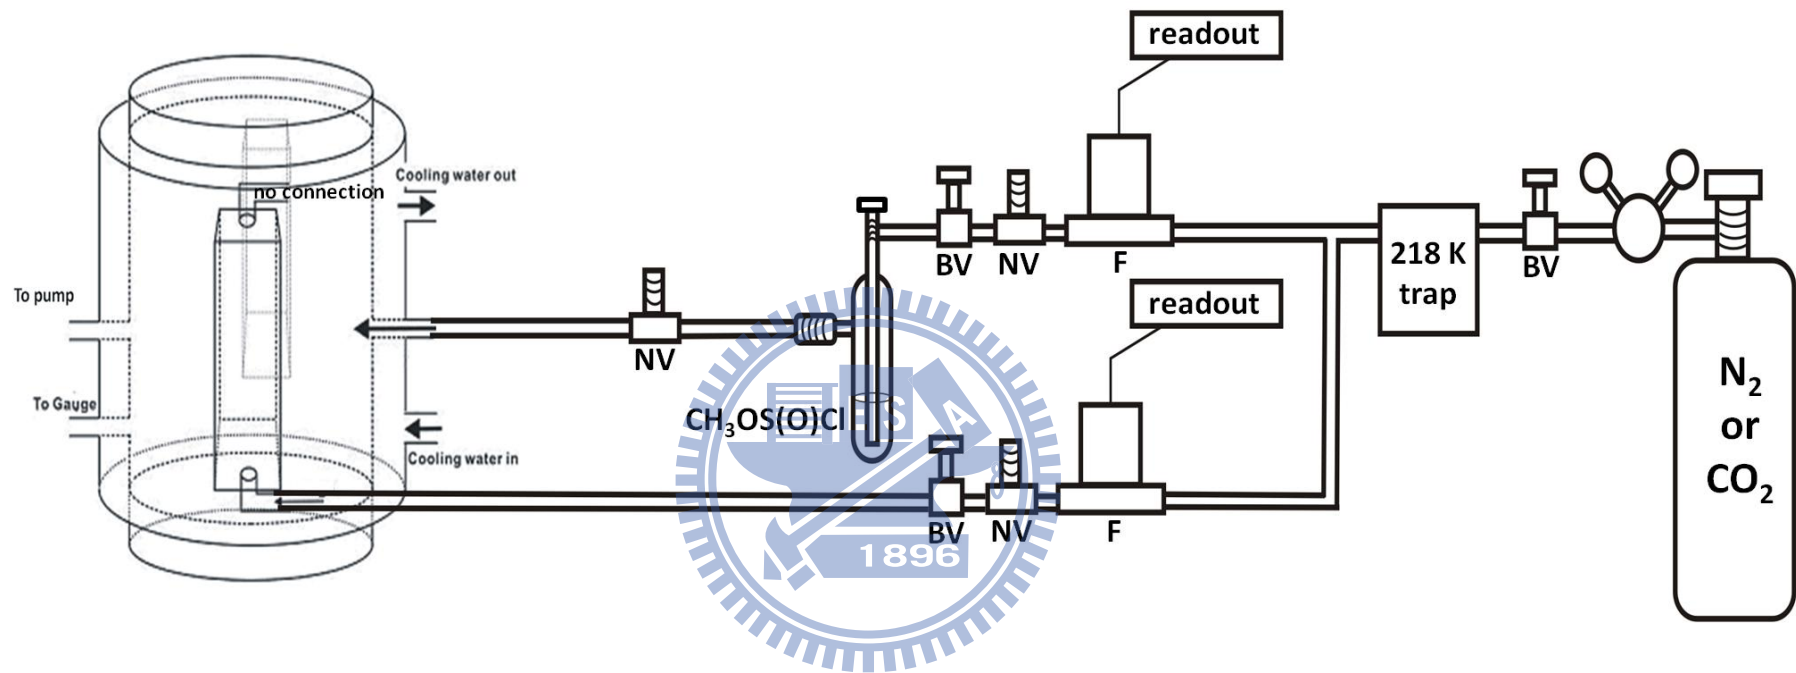 readout
Cooling water out
no connection
BV
NV
F
BV
218 K
trap
To pump
NV
readout
N₂
or
CO₂
To Gauge
CH₃OS(O)Cl
ES
A
Cooling water in
BV
NV
F
1896